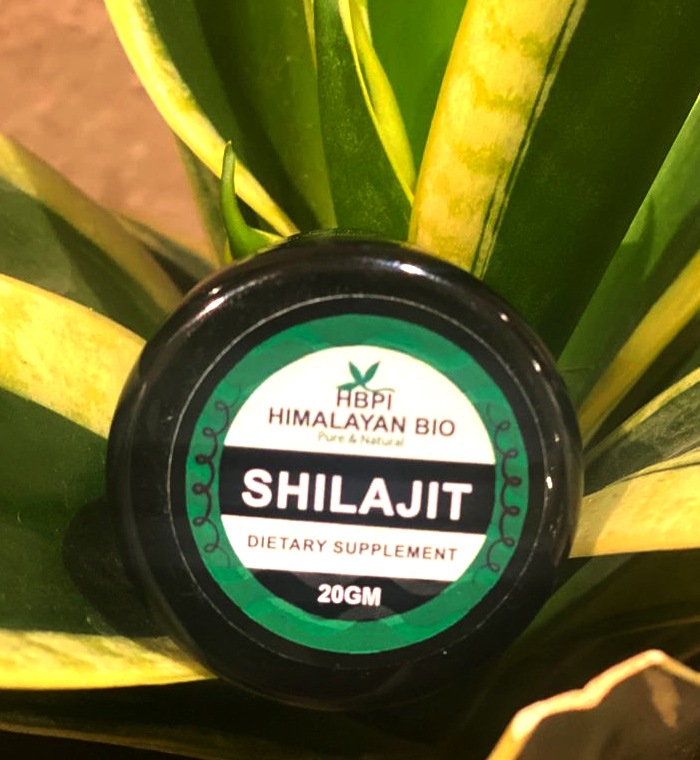 HBPI
HIMALAYAN BIO
Pure & Natural
SHILAJIT
DIETARY SUPPLEMENT
20GM